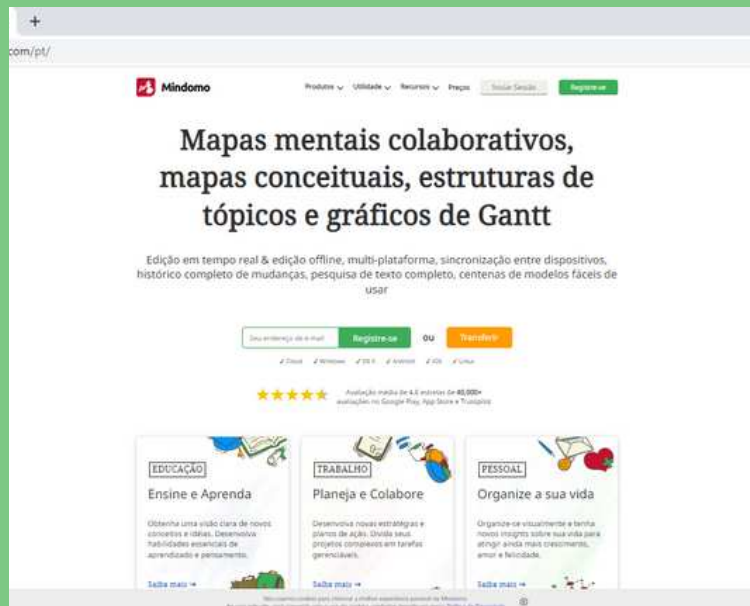 +
com/pt/
Mindomo
Produtos Utilidade Recursos Preços Iniciar Sessão Registre-se
Mapas mentais colaborativos,
mapas conceituais, estruturas de
tópicos e gráficos de Gantt
Edição em tempo real & edição offline, multi-plataforma, sincronização entre dispositivos,
histórico completo de mudanças, pesquisa de texto completo, centenas de modelos fáceis de
usar
Seu endereço de e-mail Registre-se ou Transferir
Cloud Windows OS X Android iOS Linux
Avaliação média de 4.6 estrelas de 40,000+
avaliações no Google Play, App Store e Trustpilot
EDUCAÇÃO
Ensine e Aprenda
Obtenha uma visão clara de novos
conceitos e idéias. Desenvolva
habilidades essenciais de
aprendizado e pensamento.
Saiba mais →
TRABALHO
Planeja e Colabore
Desenvolva novas estratégias e
planos de ação. Divida seus
projetos complexos em tarefas
gerenciáveis.
Saiba mais →
PESSOAL
Organize a sua vida
Organize-se visualmente e tenha
novos insights sobre sua vida para
atingir ainda mais crescimento,
amor e felicidade.
Saiba mais →